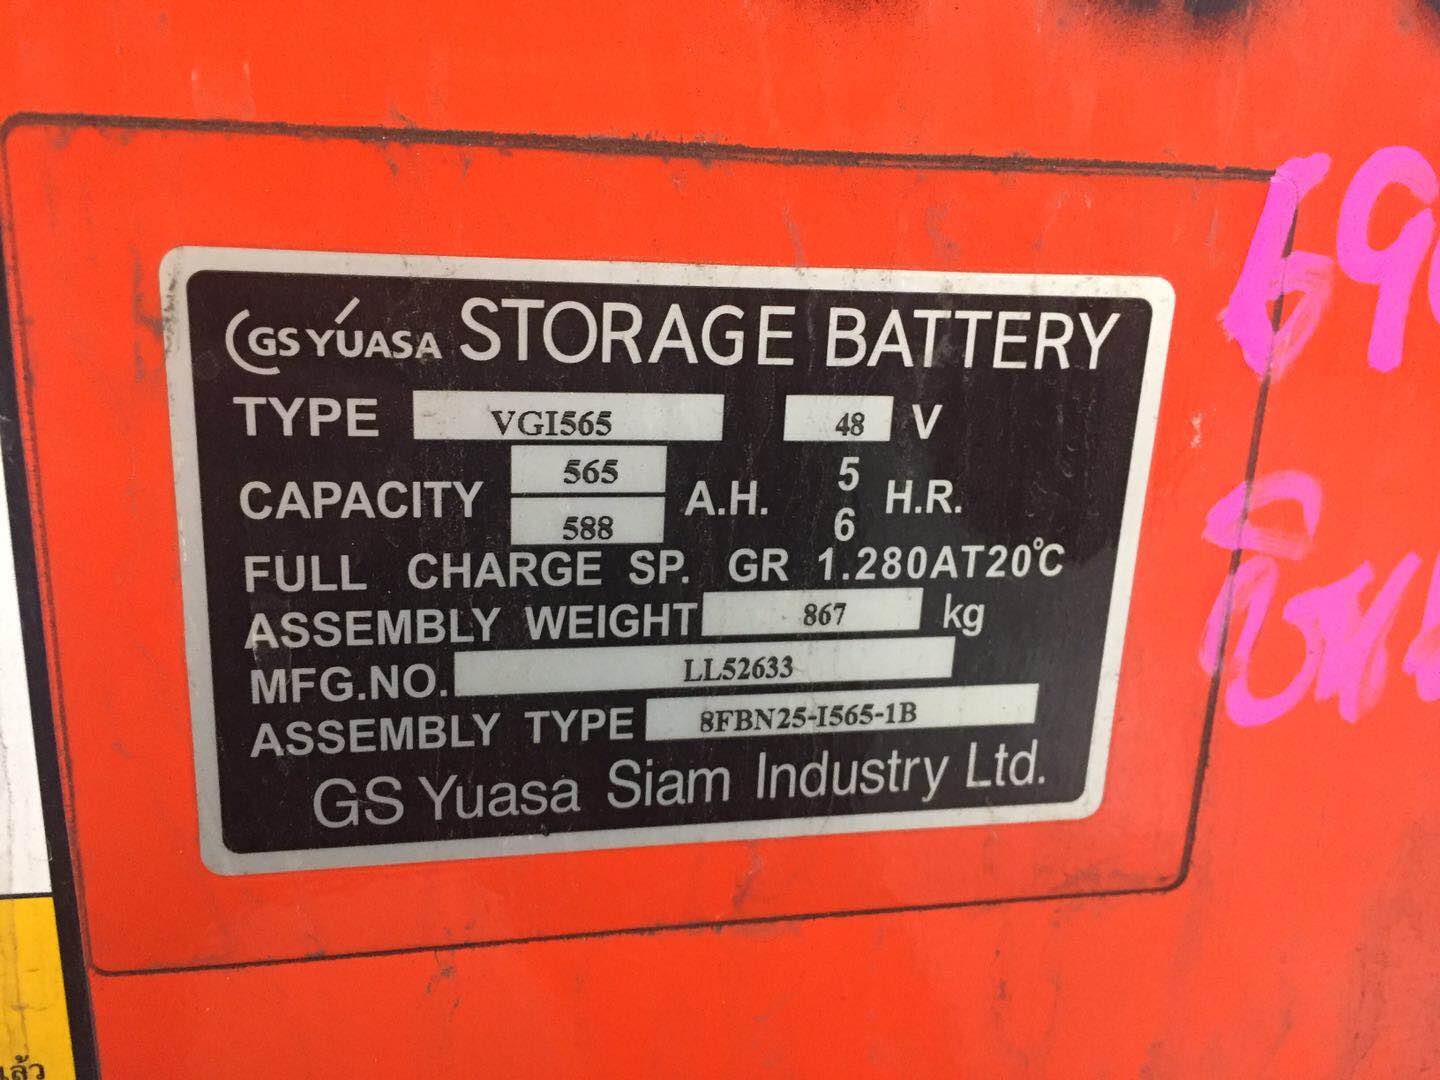 GS YUASA STORAGE BATTERY
TYPE VGI565 48 V
CAPACITY 565 588 A.H. 5 6 H.R.
FULL CHARGE SP. GR 1.280AT20°C
ASSEMBLY WEIGHT 867 kg
MFG.NO. LL52633
ASSEMBLY TYPE 8FBN25-I565-1B
GS Yuasa Siam Industry Ltd.